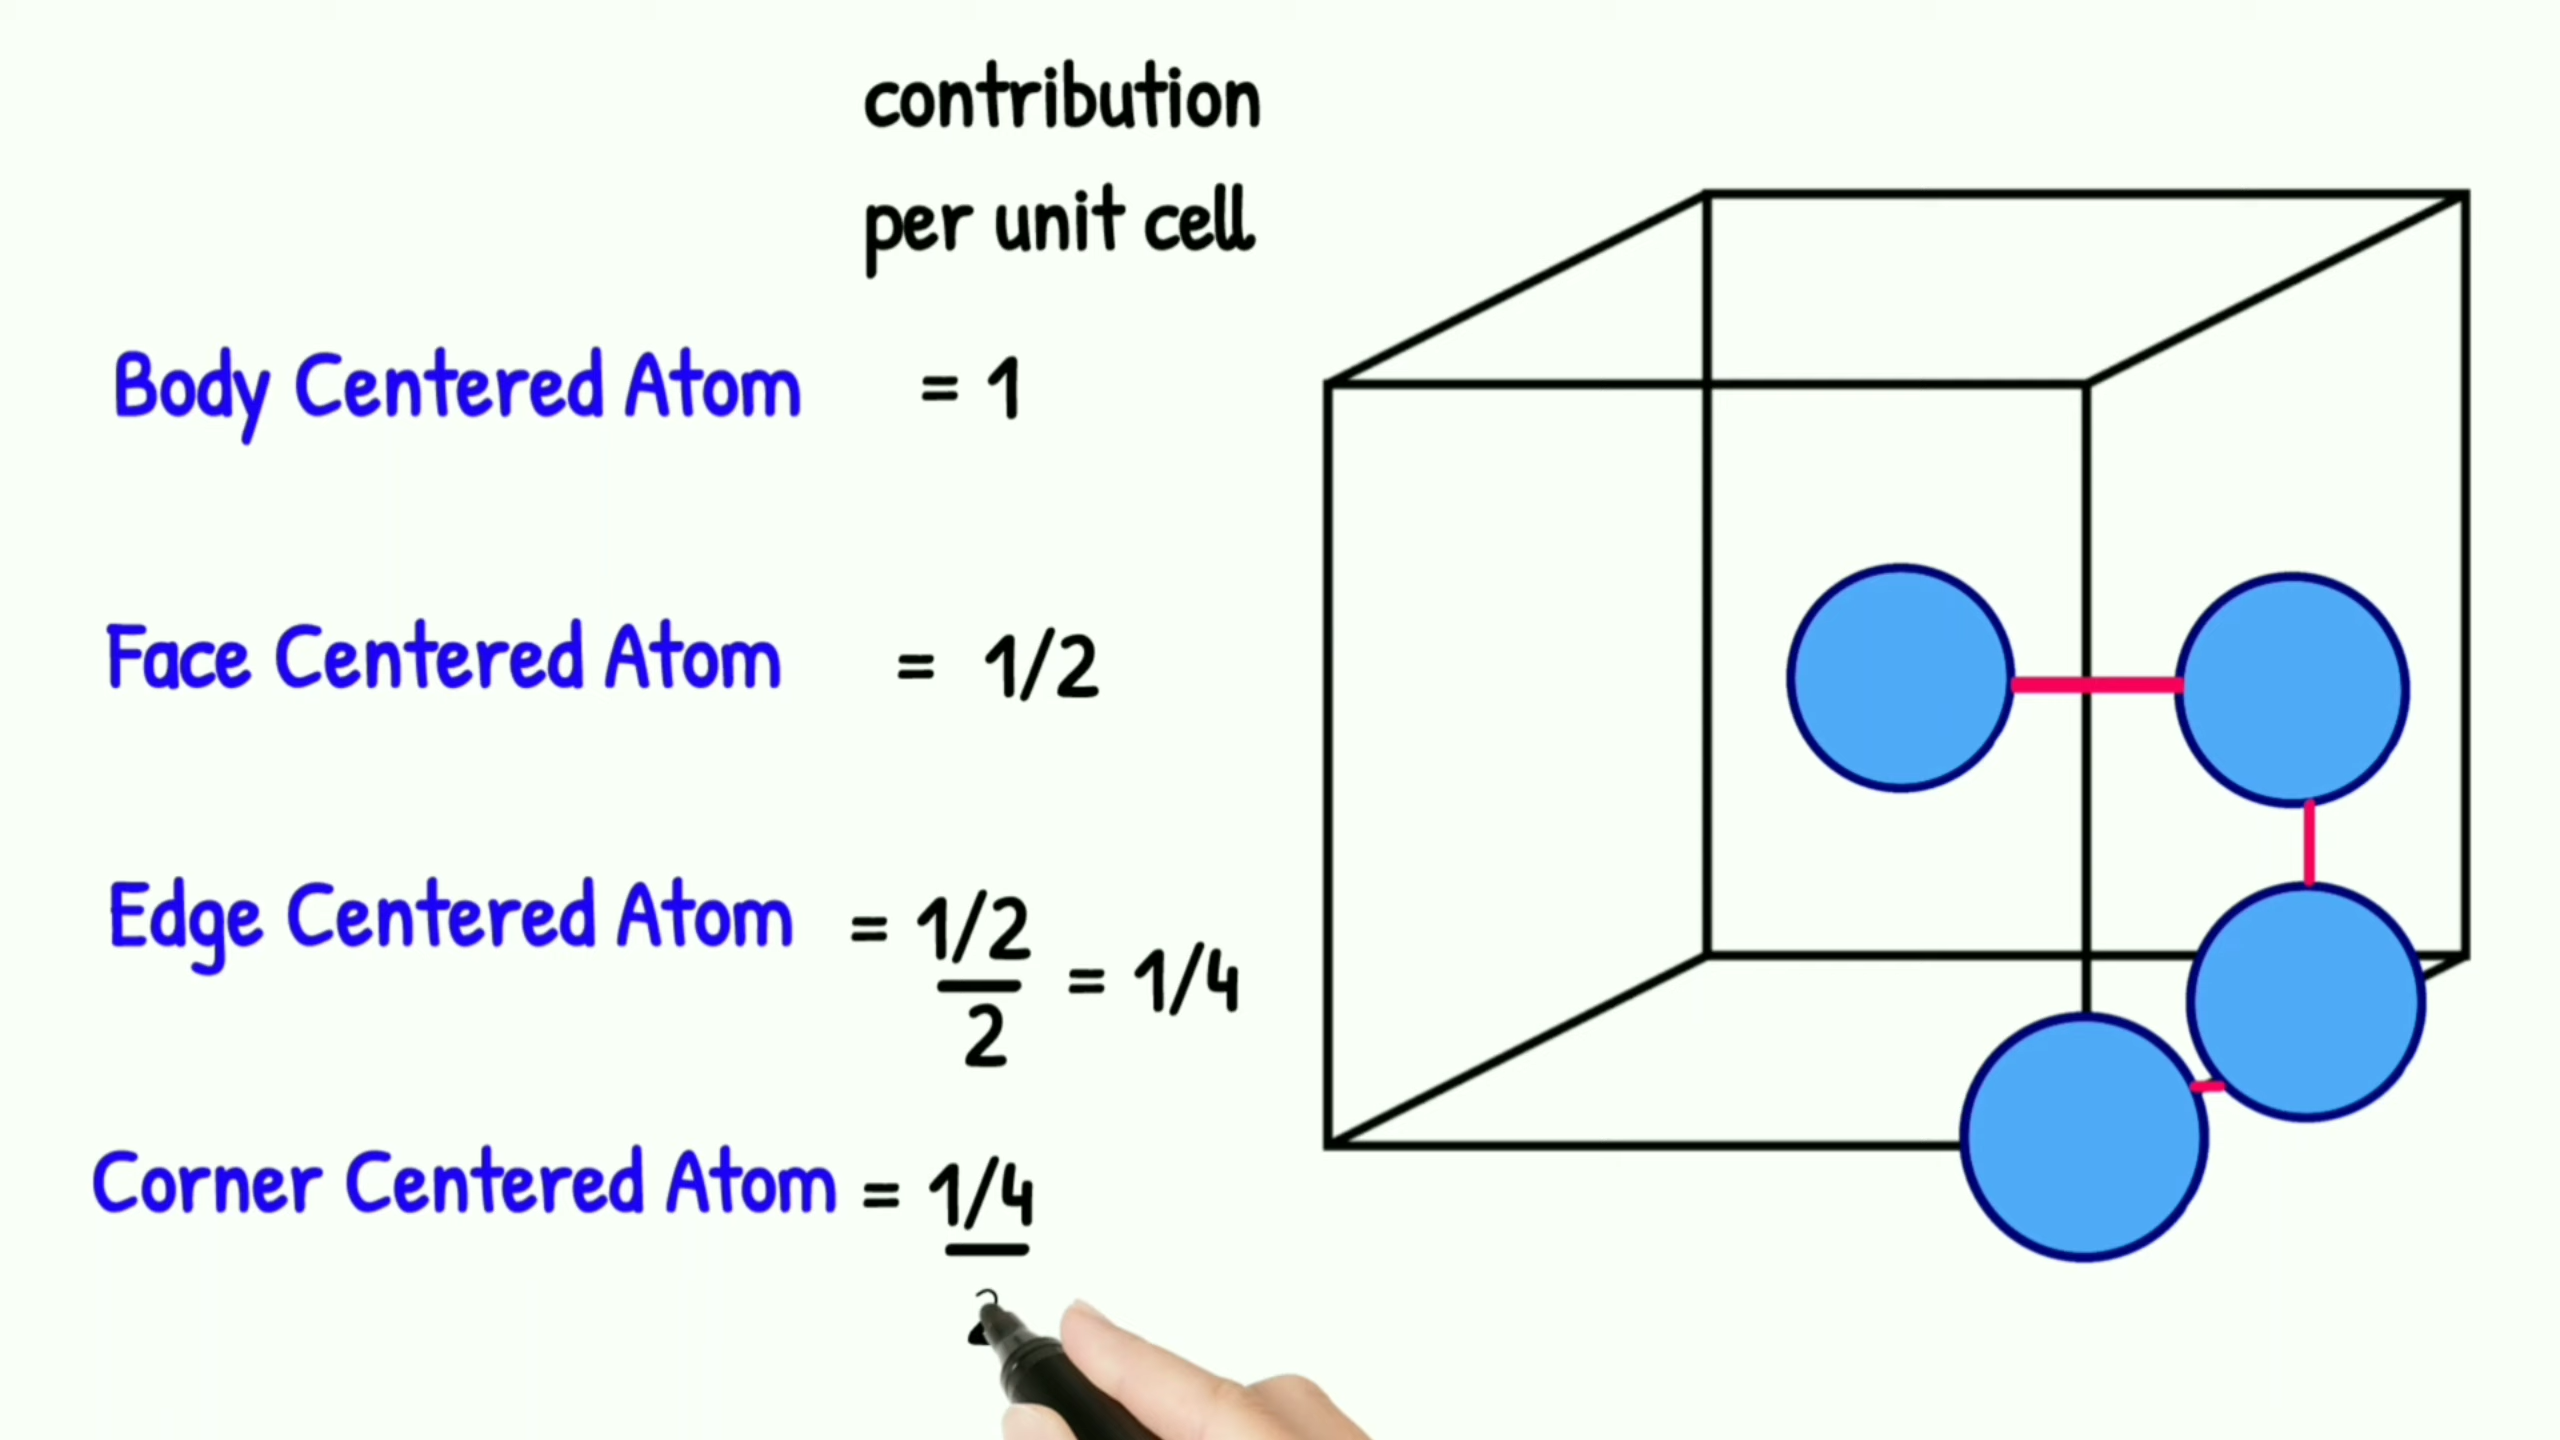 contribution
per unit cell
Body Centered Atom = 1
Face Centered Atom = 1/2
Edge Centered Atom = 1/2
= 1/4
2
Corner Centered Atom = 1/4